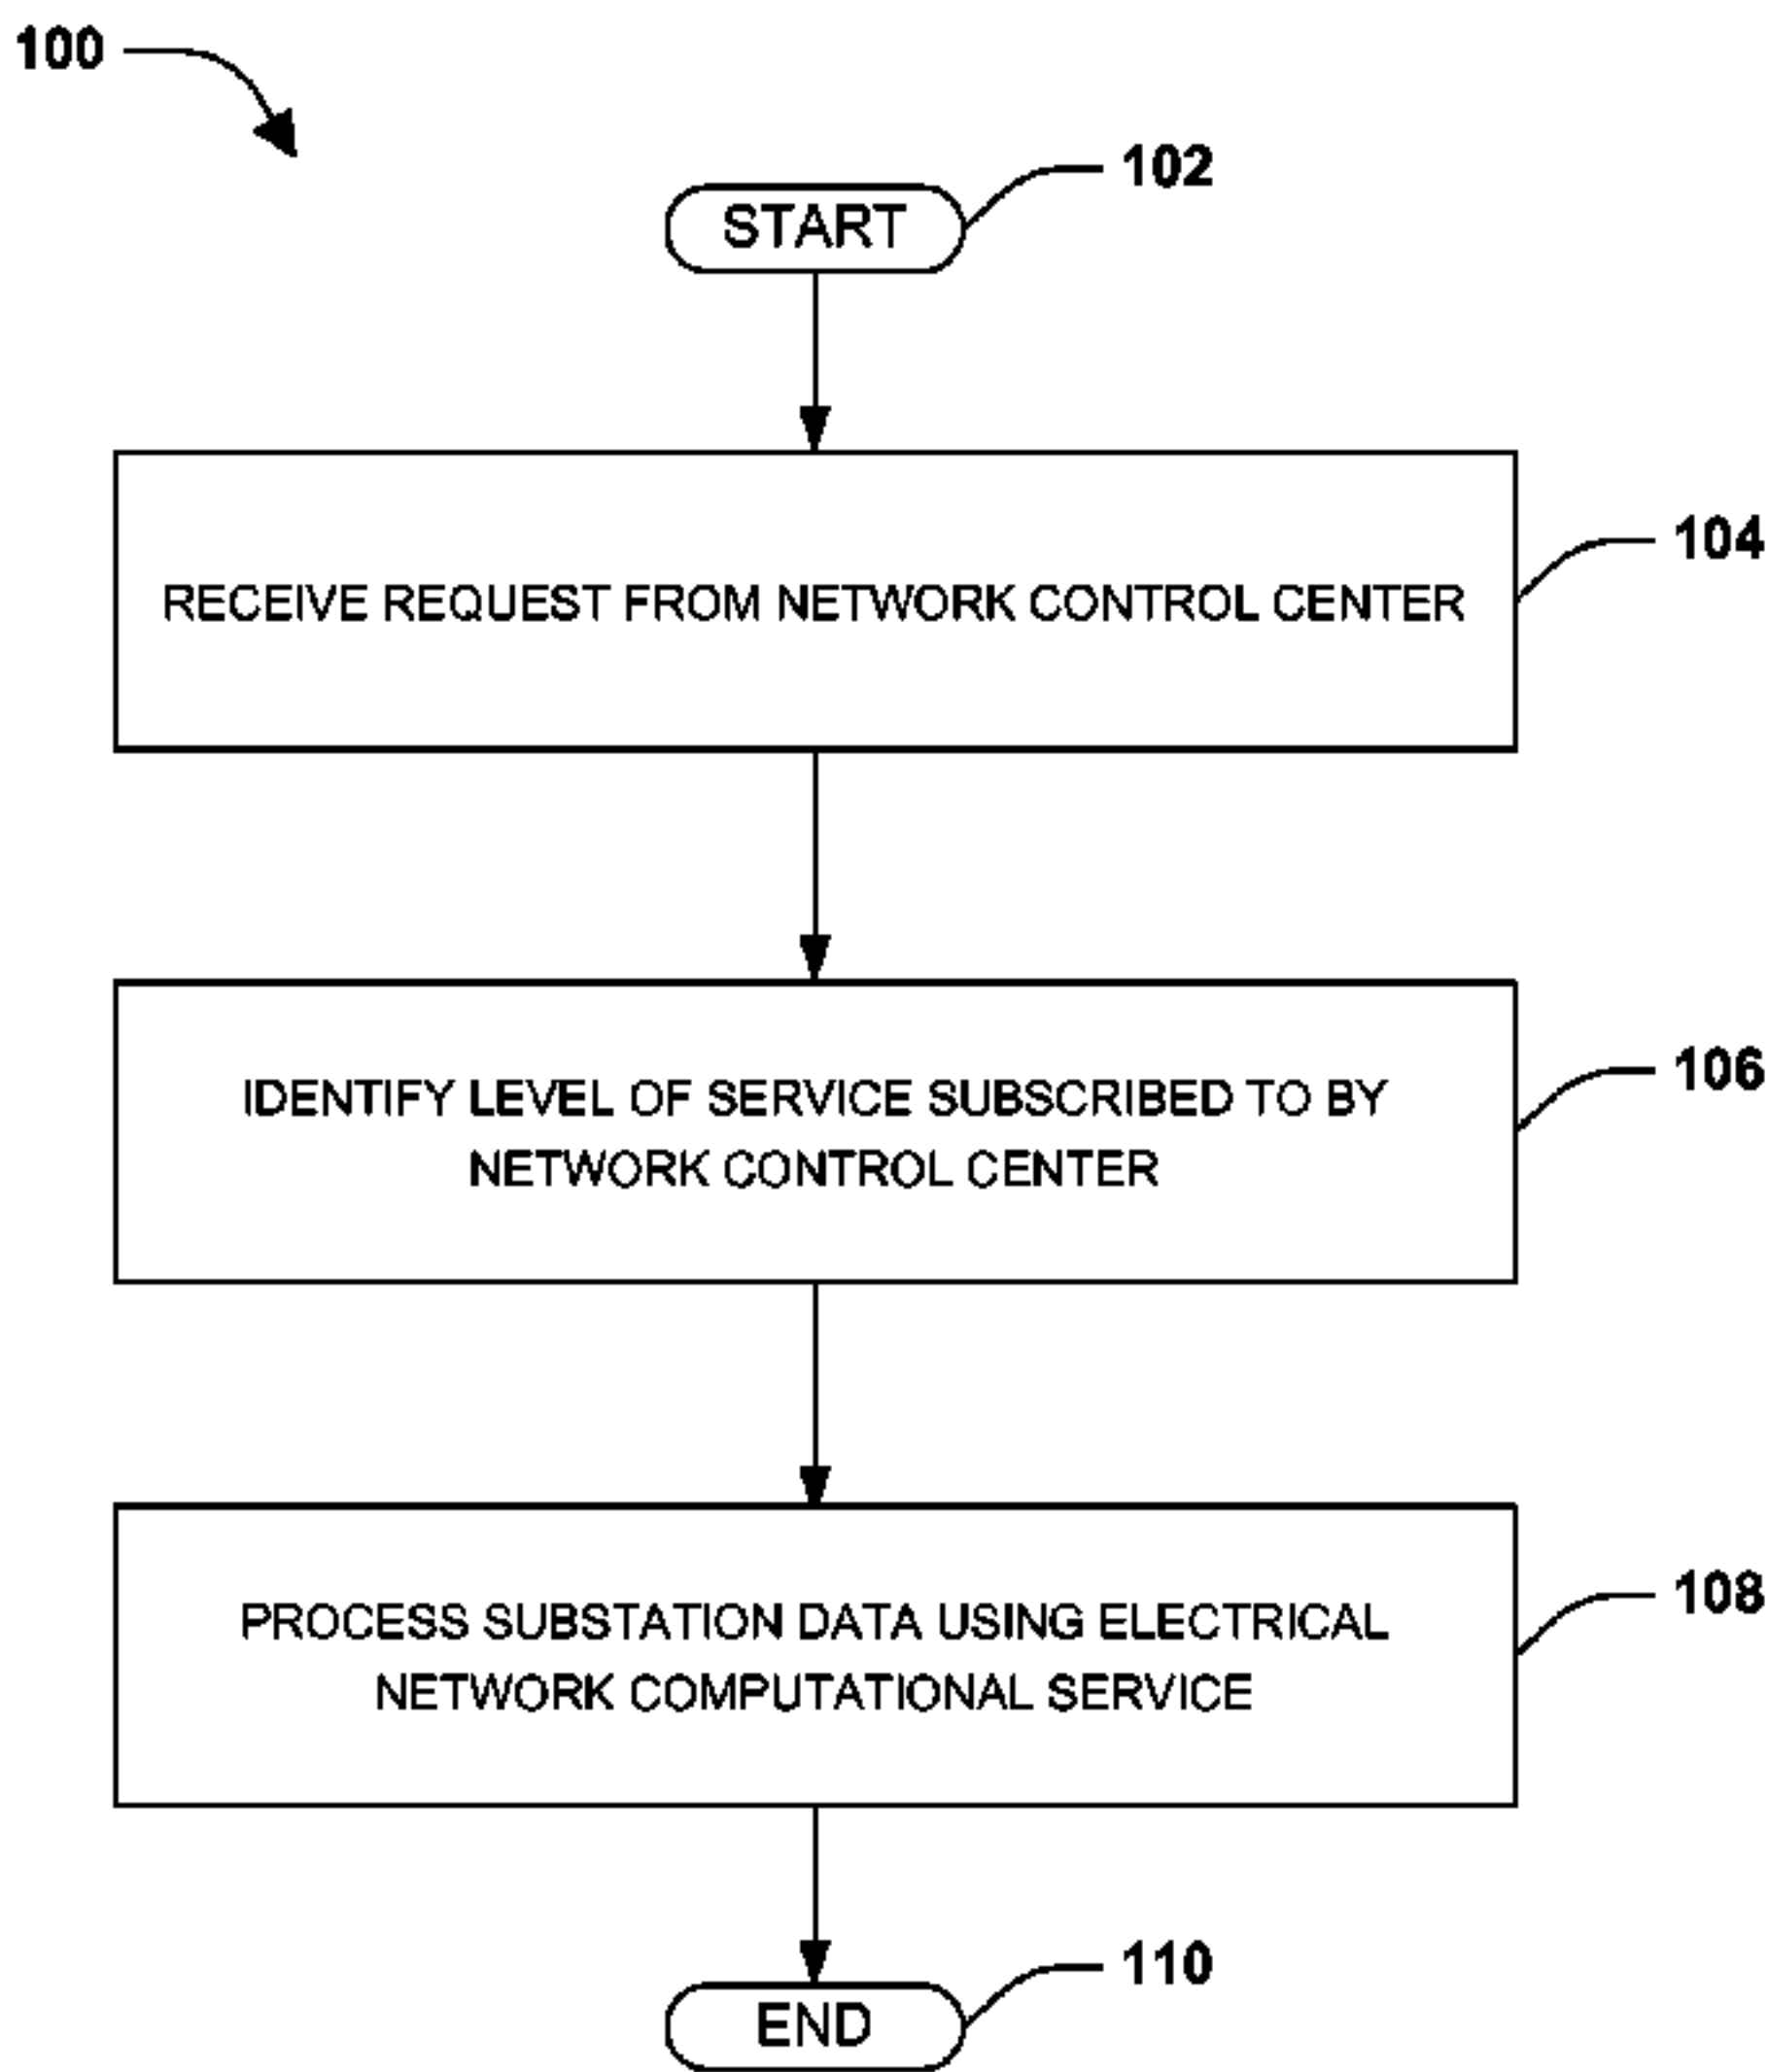 100
102
START
104
RECEIVE REQUEST FROM NETWORK CONTROL CENTER
106
IDENTIFY LEVEL OF SERVICE SUBSCRIBED TO BY
NETWORK CONTROL CENTER
108
PROCESS SUBSTATION DATA USING ELECTRICAL
NETWORK COMPUTATIONAL SERVICE
110
END